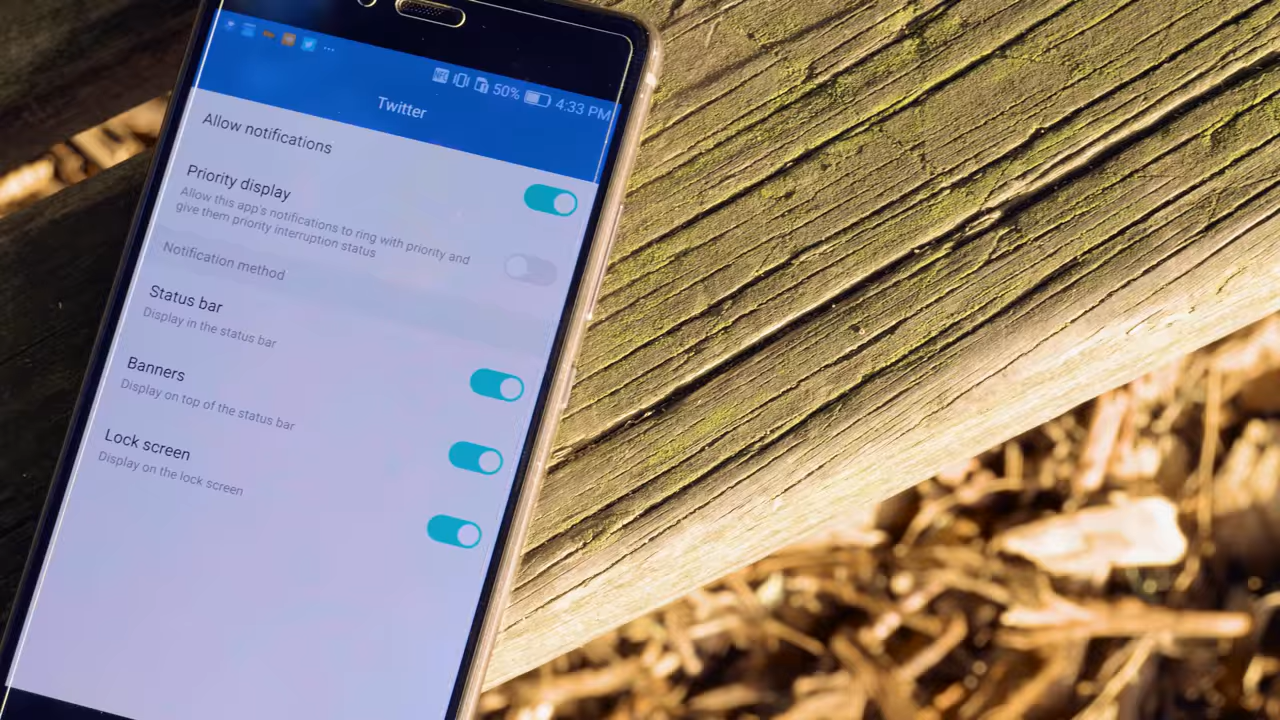 NFC 50% 4:33 PM
Twitter
Allow notifications
Priority display
Allow this app's notifications to ring with priority and
give them priority interruption status
Notification method
Status bar
Display in the status bar
Banners
Display on top of the status bar
Lock screen
Display on the lock screen